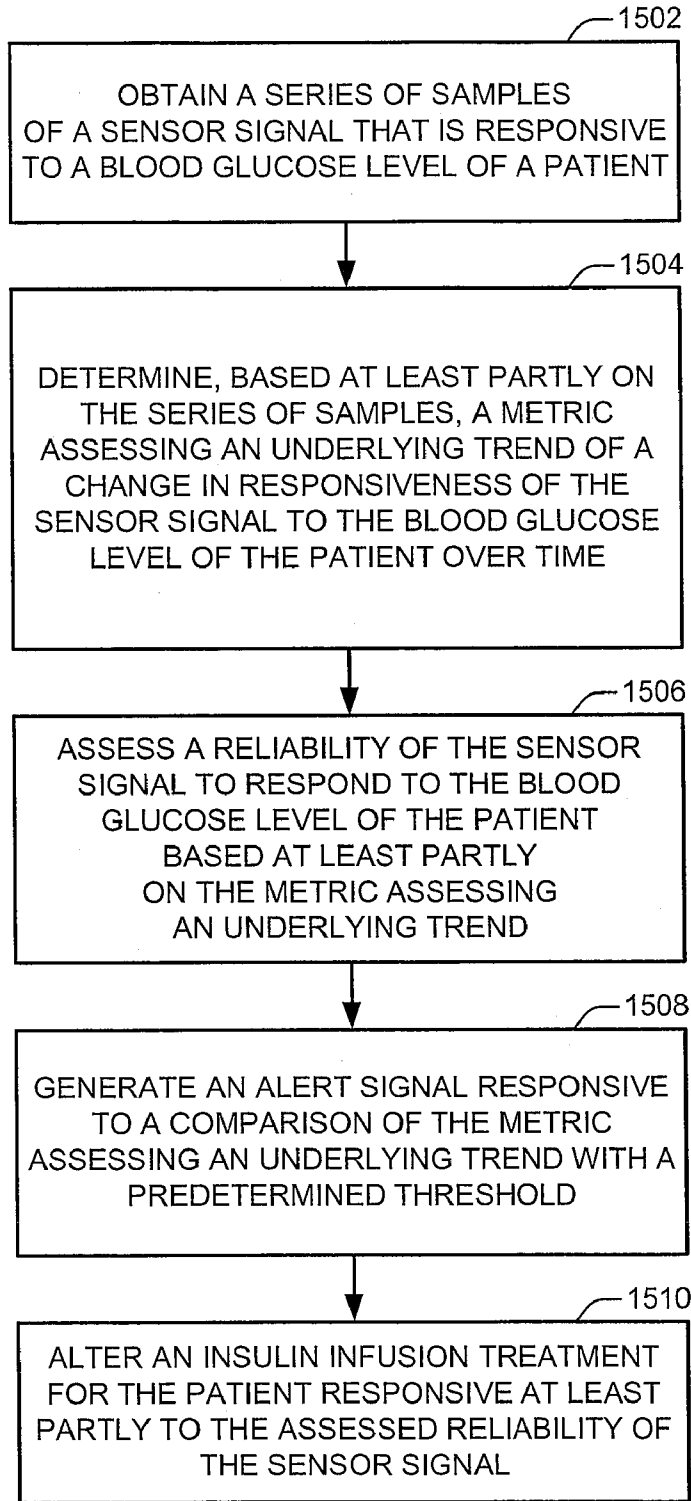 1502
OBTAIN A SERIES OF SAMPLES
OF A SENSOR SIGNAL THAT IS RESPONSIVE
TO A BLOOD GLUCOSE LEVEL OF A PATIENT
1504
DETERMINE, BASED AT LEAST PARTLY ON
THE SERIES OF SAMPLES, A METRIC
ASSESSING AN UNDERLYING TREND OF A
CHANGE IN RESPONSIVENESS OF THE
SENSOR SIGNAL TO THE BLOOD GLUCOSE
LEVEL OF THE PATIENT OVER TIME
1506
ASSESS A RELIABILITY OF THE SENSOR
SIGNAL TO RESPOND TO THE BLOOD
GLUCOSE LEVEL OF THE PATIENT
BASED AT LEAST PARTLY
ON THE METRIC ASSESSING
AN UNDERLYING TREND
1508
GENERATE AN ALERT SIGNAL RESPONSIVE
TO A COMPARISON OF THE METRIC
ASSESSING AN UNDERLYING TREND WITH A
PREDETERMINED THRESHOLD
1510
ALTER AN INSULIN INFUSION TREATMENT
FOR THE PATIENT RESPONSIVE AT LEAST
PARTLY TO THE ASSESSED RELIABILITY OF
THE SENSOR SIGNAL